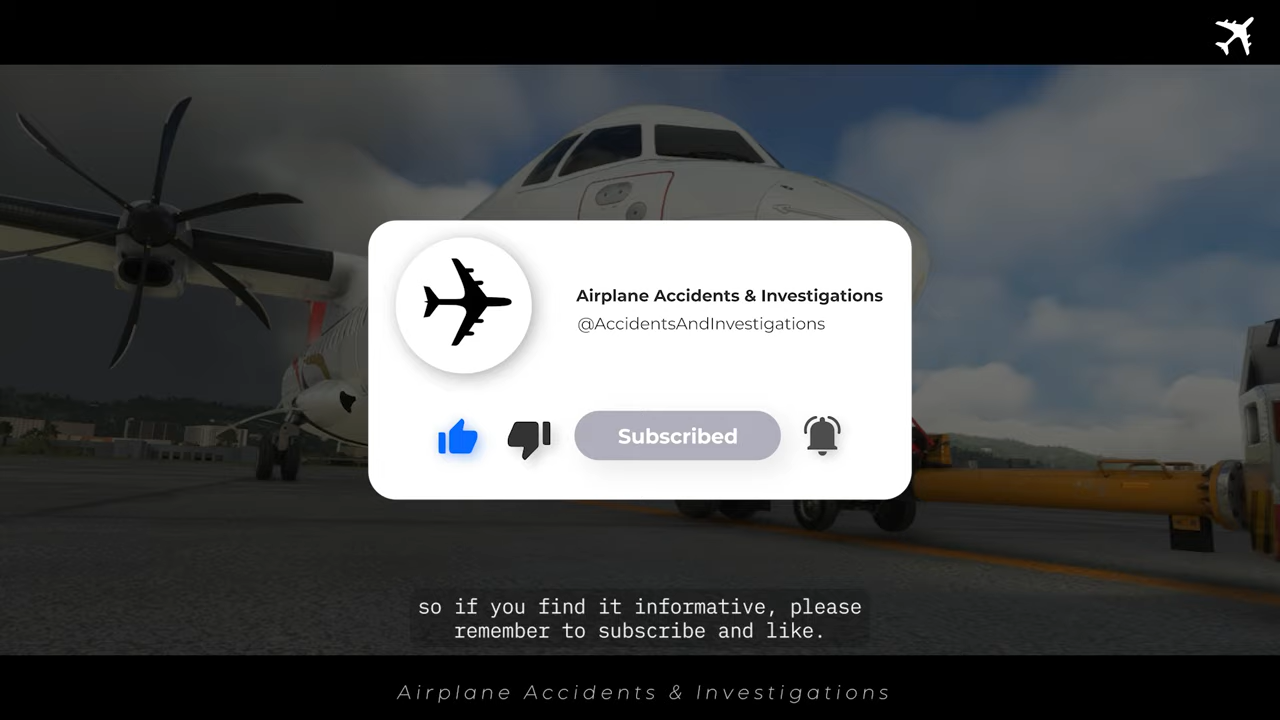 Airplane Accidents & Investigations
@AccidentsAndInvestigations
Subscribed
so if you find it informative, please
remember to subscribe and like.
Airplane Accidents & Investigations